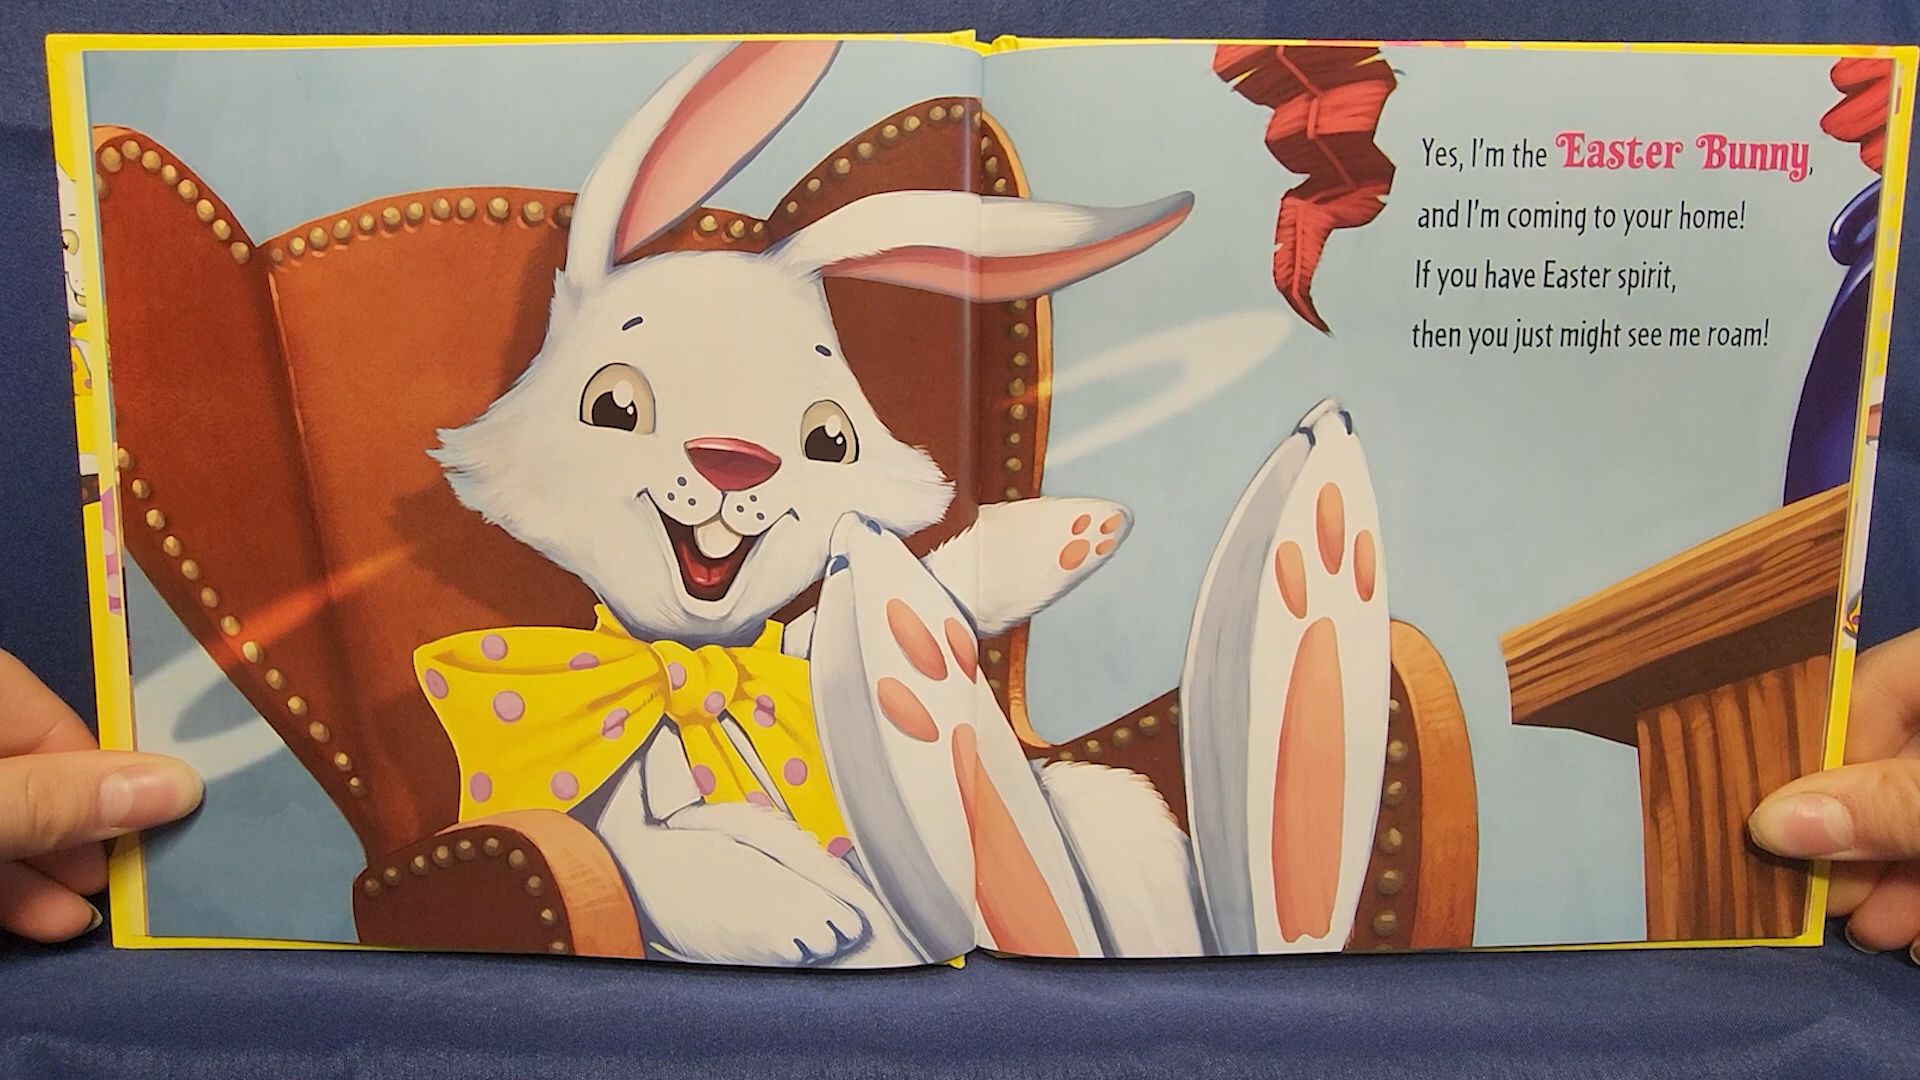 Yes, I'm the Easter Bunny,
and I'm coming to your home!
If you have Easter spirit,
then you just might see me roam!